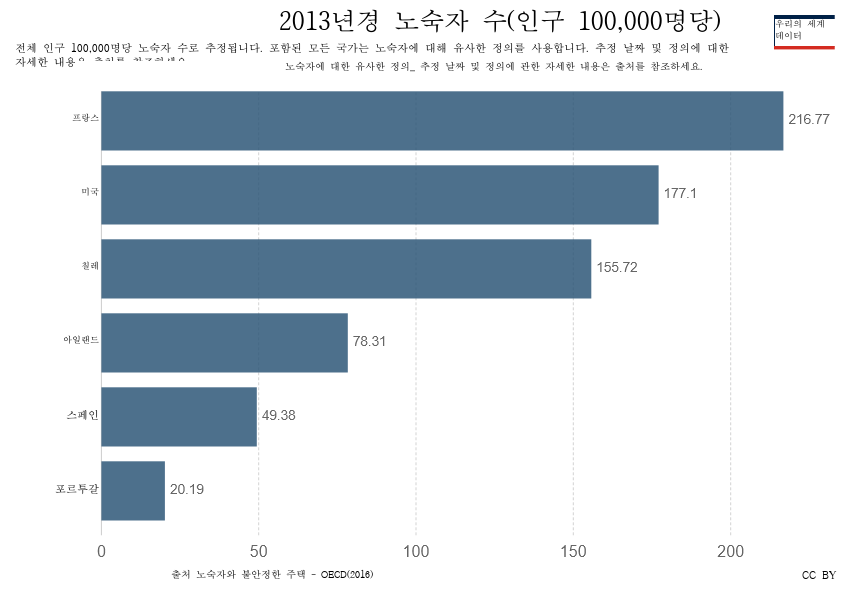 2013년경 노숙자 수(인구 100,000명당)
우리의 세계
데이터
전체 인구 100,000명당 노숙자 수로 추정됩니다. 포함된 모든 국가는 노숙자에 대해 유사한 정의를 사용합니다. 추정 날짜 및 정의에 대한
자세한 내용은 출처를 참조하세요
노숙자에 대한 유사한 정의_ 추정 날짜 및 정의에 관한 자세한 내용은 출처를 참조하세요.
프랑스 216.77
미국 177.1
칠레 155.72
아일랜드 78.31
스페인 49.38
포르투갈 20.19
0 50 100 150 200
출처 노숙자와 불안정한 주택 - OECD(2016)
CC BY